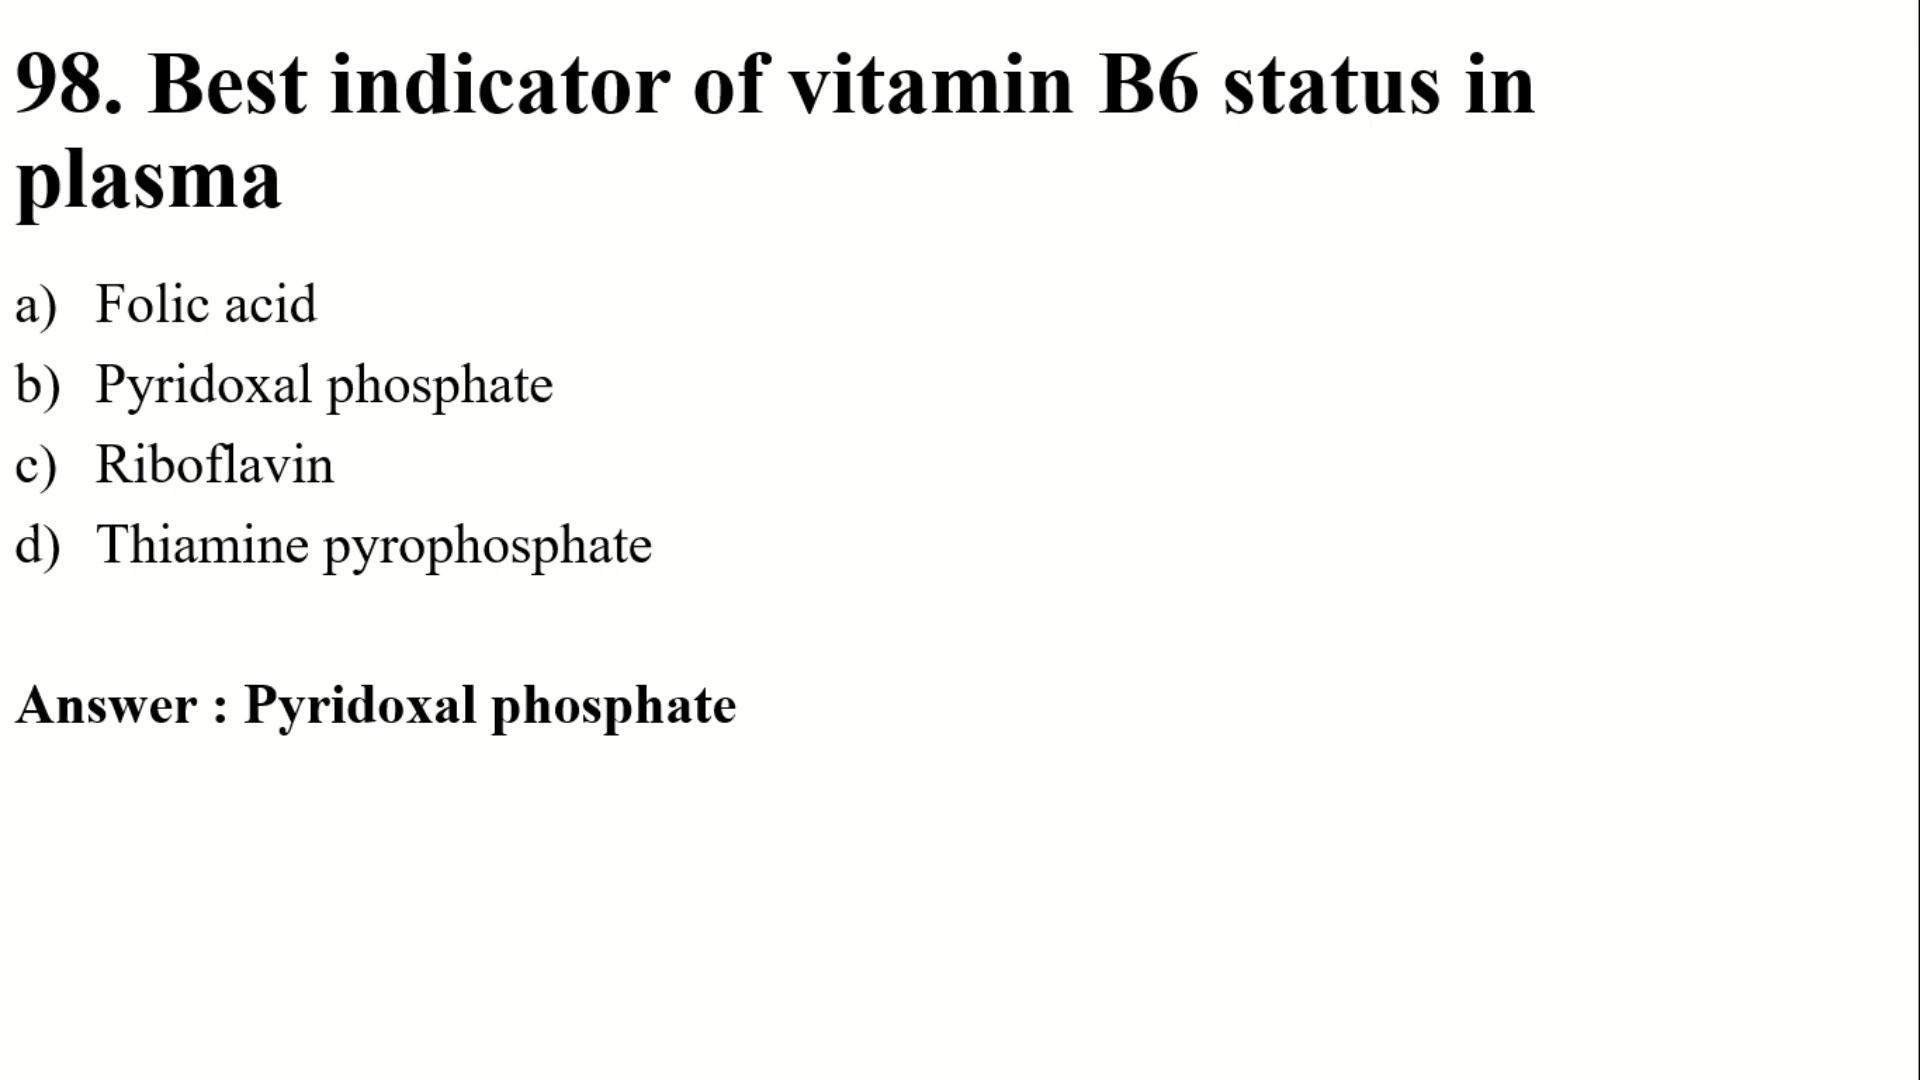 98. Best indicator of vitamin B6 status in
plasma
a) Folic acid
b) Pyridoxal phosphate
c) Riboflavin
d) Thiamine pyrophosphate
Answer : Pyridoxal phosphate